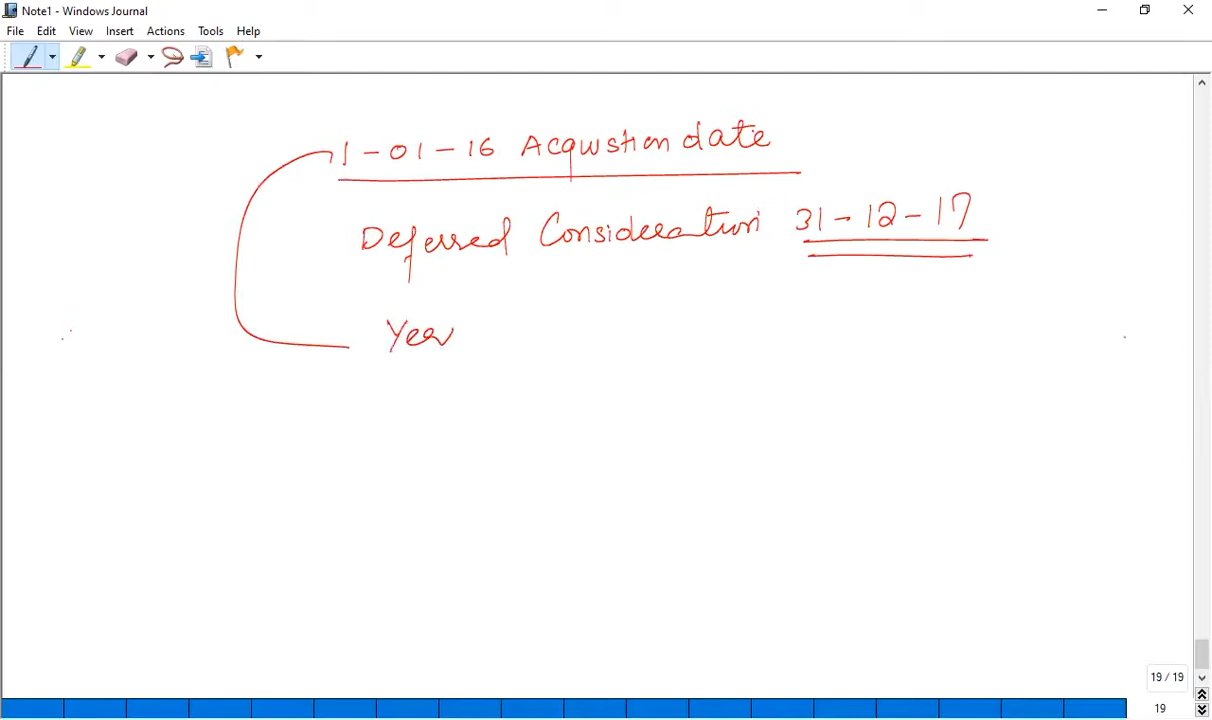 Note1 - Windows Journal
File Edit View Insert Actions Tools Help
1-01-16 Acqustion date
Deferred Consideration 31-12-17
Year
19 / 19
19